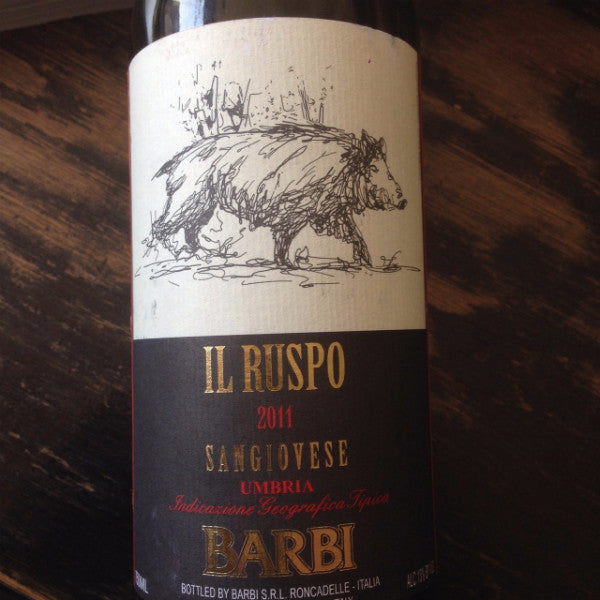 IL RUSPO
2011
SANGIOVESE
UMBRIA
Indicazione Geografica Tipica
BARBI
BOTTLED BY BARBI S.R.L. RONCADELLE - ITALIA